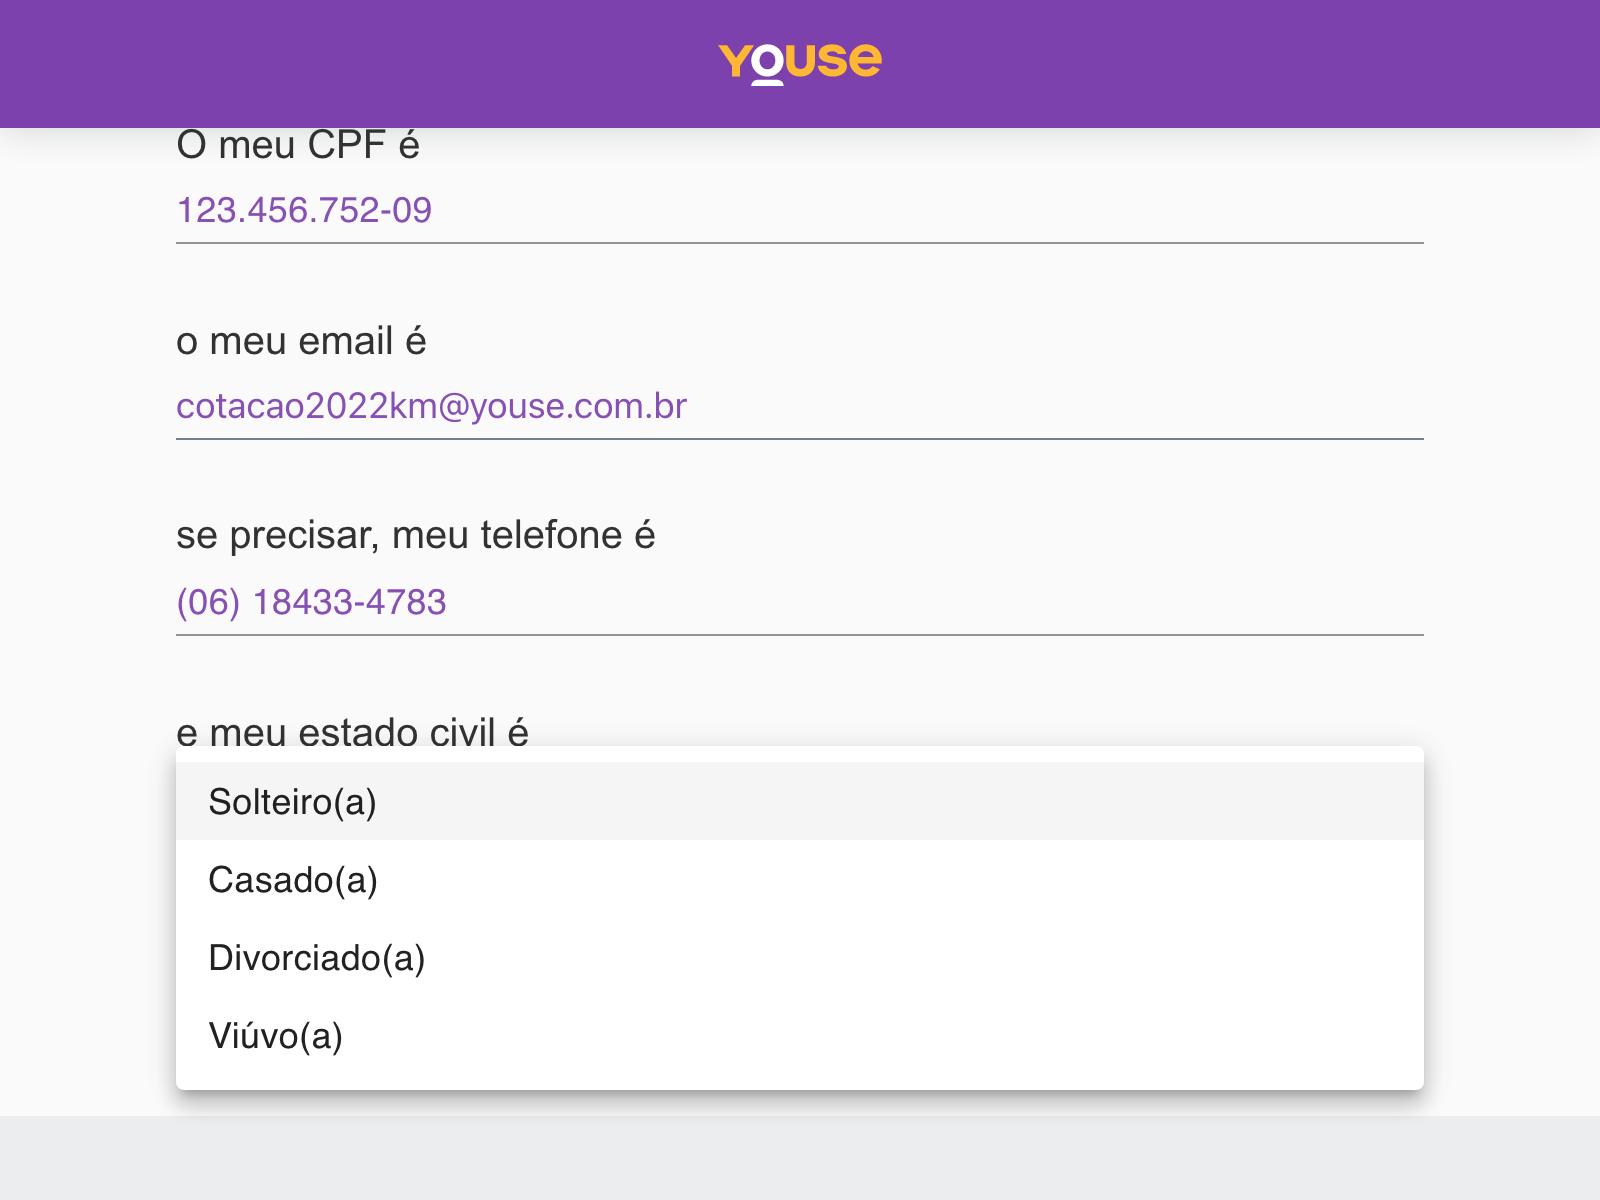 youse
O meu CPF é
123.456.752-09
o meu email é
cotacao2022km@youse.com.br
se precisar, meu telefone é
(06) 18433-4783
e meu estado civil é
Solteiro(a)
Casado(a)
Divorciado(a)
Viúvo(a)